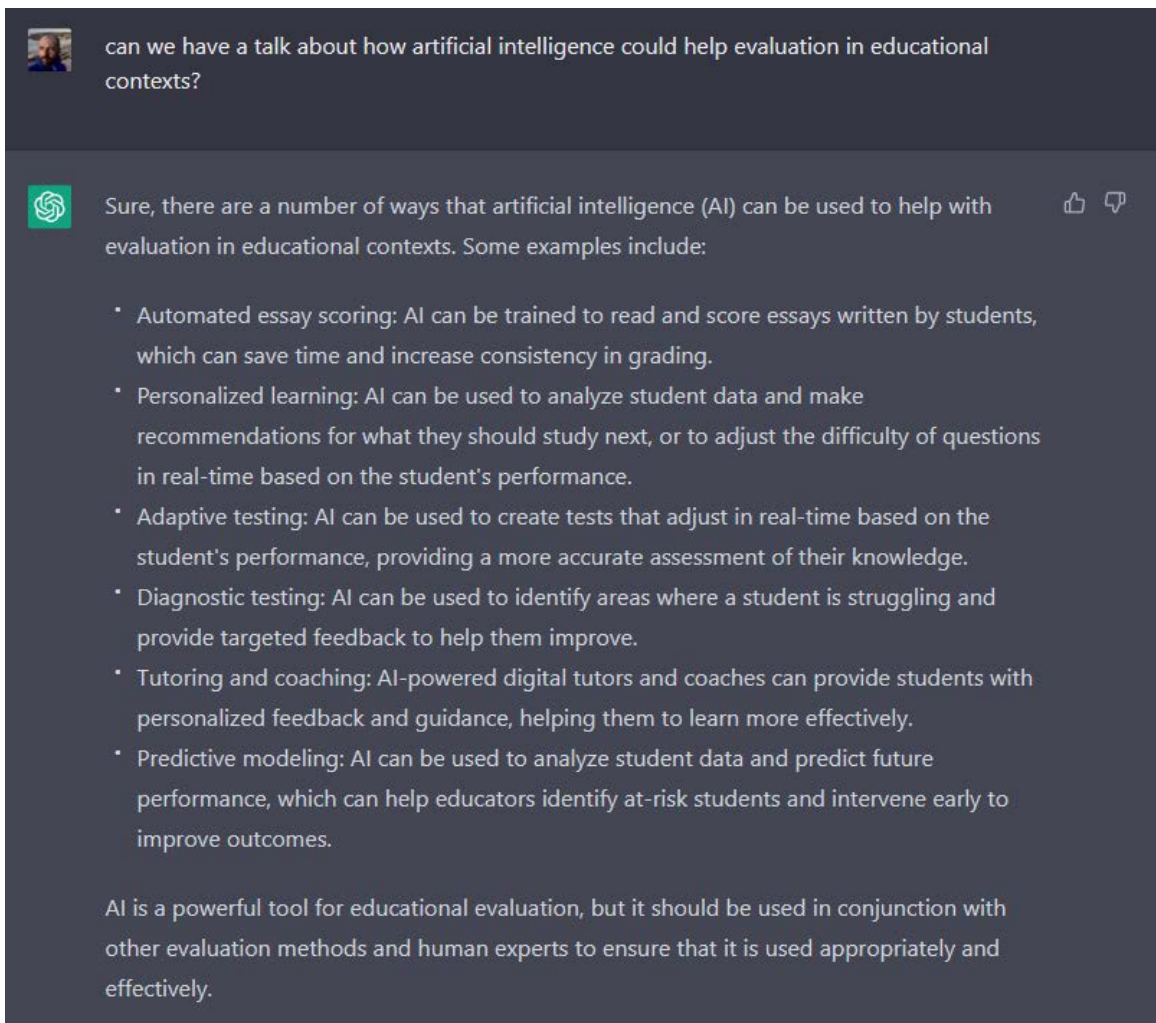 can we have a talk about how artificial intelligence could help evaluation in educational
contexts?
Sure, there are a number of ways that artificial intelligence (AI) can be used to help with
evaluation in educational contexts. Some examples include:
• Automated essay scoring: AI can be trained to read and score essays written by students,
which can save time and increase consistency in grading.
• Personalized learning: AI can be used to analyze student data and make
recommendations for what they should study next, or to adjust the difficulty of questions
in real-time based on the student's performance.
• Adaptive testing: AI can be used to create tests that adjust in real-time based on the
student's performance, providing a more accurate assessment of their knowledge.
• Diagnostic testing: AI can be used to identify areas where a student is struggling and
provide targeted feedback to help them improve.
• Tutoring and coaching: AI-powered digital tutors and coaches can provide students with
personalized feedback and guidance, helping them to learn more effectively.
• Predictive modeling: AI can be used to analyze student data and predict future
performance, which can help educators identify at-risk students and intervene early to
improve outcomes.
AI is a powerful tool for educational evaluation, but it should be used in conjunction with
other evaluation methods and human experts to ensure that it is used appropriately and
effectively.